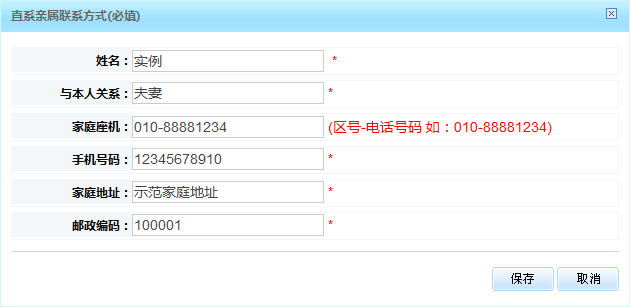 直系亲属联系方式(必填)
姓名：实例 *
与本人关系：夫妻 *
家庭座机：010-88881234 (区号-电话号码 如：010-88881234)
手机号码：12345678910 *
家庭地址：示范家庭地址 *
邮政编码：100001 *
保存 取消